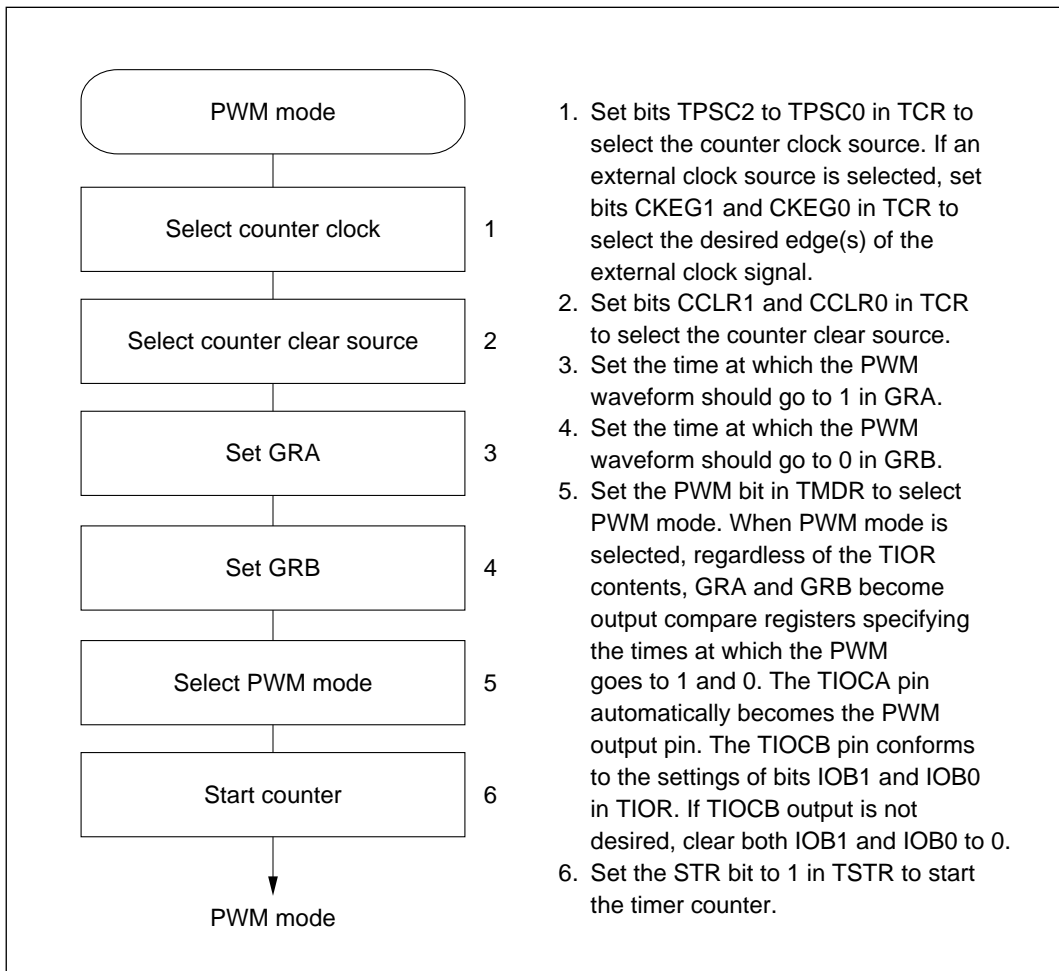 PWM mode
Select counter clock
1
Select counter clear source
2
Set GRA
3
Set GRB
4
Select PWM mode
5
Start counter
6
PWM mode
1. Set bits TPSC2 to TPSC0 in TCR to
select the counter clock source. If an
external clock source is selected, set
bits CKEG1 and CKEG0 in TCR to
select the desired edge(s) of the
external clock signal.
2. Set bits CCLR1 and CCLR0 in TCR
to select the counter clear source.
3. Set the time at which the PWM
waveform should go to 1 in GRA.
4. Set the time at which the PWM
waveform should go to 0 in GRB.
5. Set the PWM bit in TMDR to select
PWM mode. When PWM mode is
selected, regardless of the TIOR
contents, GRA and GRB become
output compare registers specifying
the times at which the PWM
goes to 1 and 0. The TIOCA pin
automatically becomes the PWM
output pin. The TIOCB pin conforms
to the settings of bits IOB1 and IOB0
in TIOR. If TIOCB output is not
desired, clear both IOB1 and IOB0 to 0.
6. Set the STR bit to 1 in TSTR to start
the timer counter.